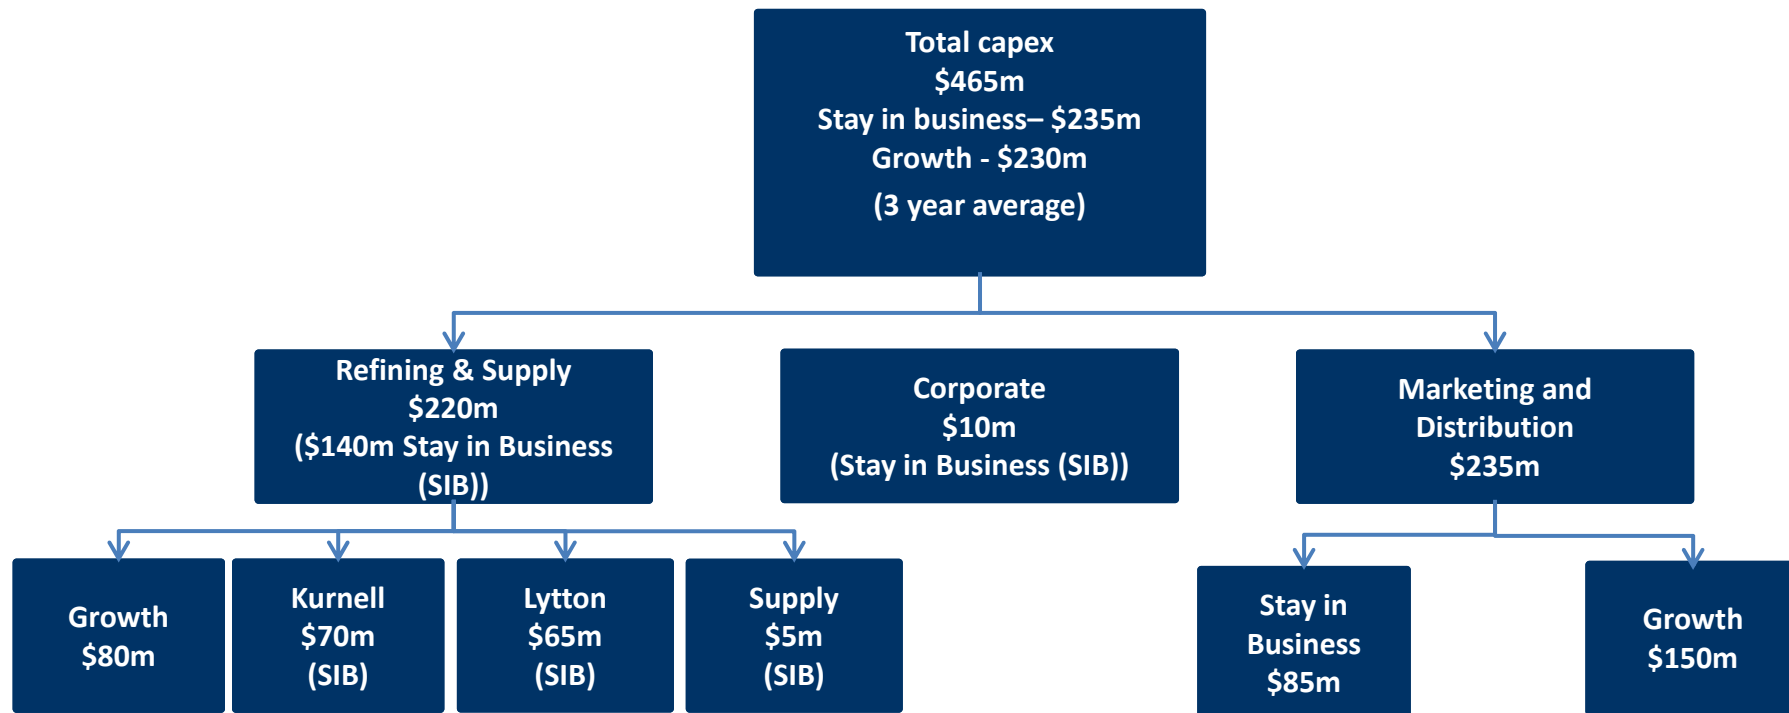 Total capex
$465m
Stay in business– $235m
Growth - $230m
(3 year average)
Refining & Supply
$220m
($140m Stay in Business
(SIB))
Corporate
$10m
(Stay in Business (SIB))
Marketing and
Distribution
$235m
Growth
$80m
Kurnell
$70m
(SIB)
Lytton
$65m
(SIB)
Supply
$5m
(SIB)
Stay in
Business
$85m
Growth
$150m